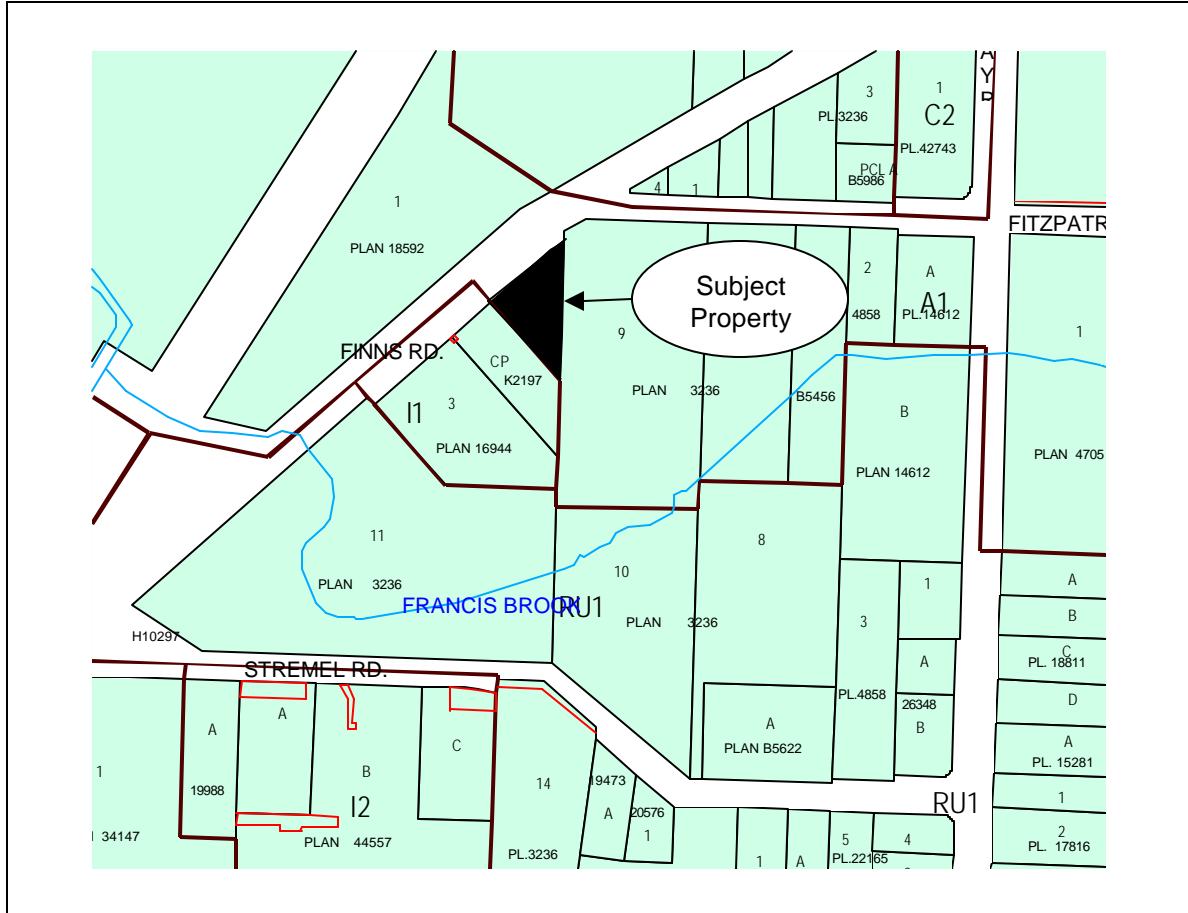 A
Y
R
3
1
C2
PL.3236
PL.42743
PCL A
B5986
4
1
1
PLAN 18592
FITZPATR
Subject
Property
2
A
A1
4858
PL.14612
9
1
FINNS RD.
CP
K2197
PLAN 3236
B5456
I1
3
B
PLAN 16944
PLAN 14612
PLAN 4705
11
8
10
1
A
PLAN 3236
FRANCIS BROOK
RU1
PLAN 3236
3
B
H10297
C
A
PL. 18811
STREMEL RD.
PL.4858
26348
D
A
A
A
PLAN B5622
B
A
PL. 15281
C
1
B
14
19988
19473
I2
A
20576
1
RU1
1
34147
PLAN 44557
PL.3236
5
4
2
PL. 17816
1
A
PL.22165